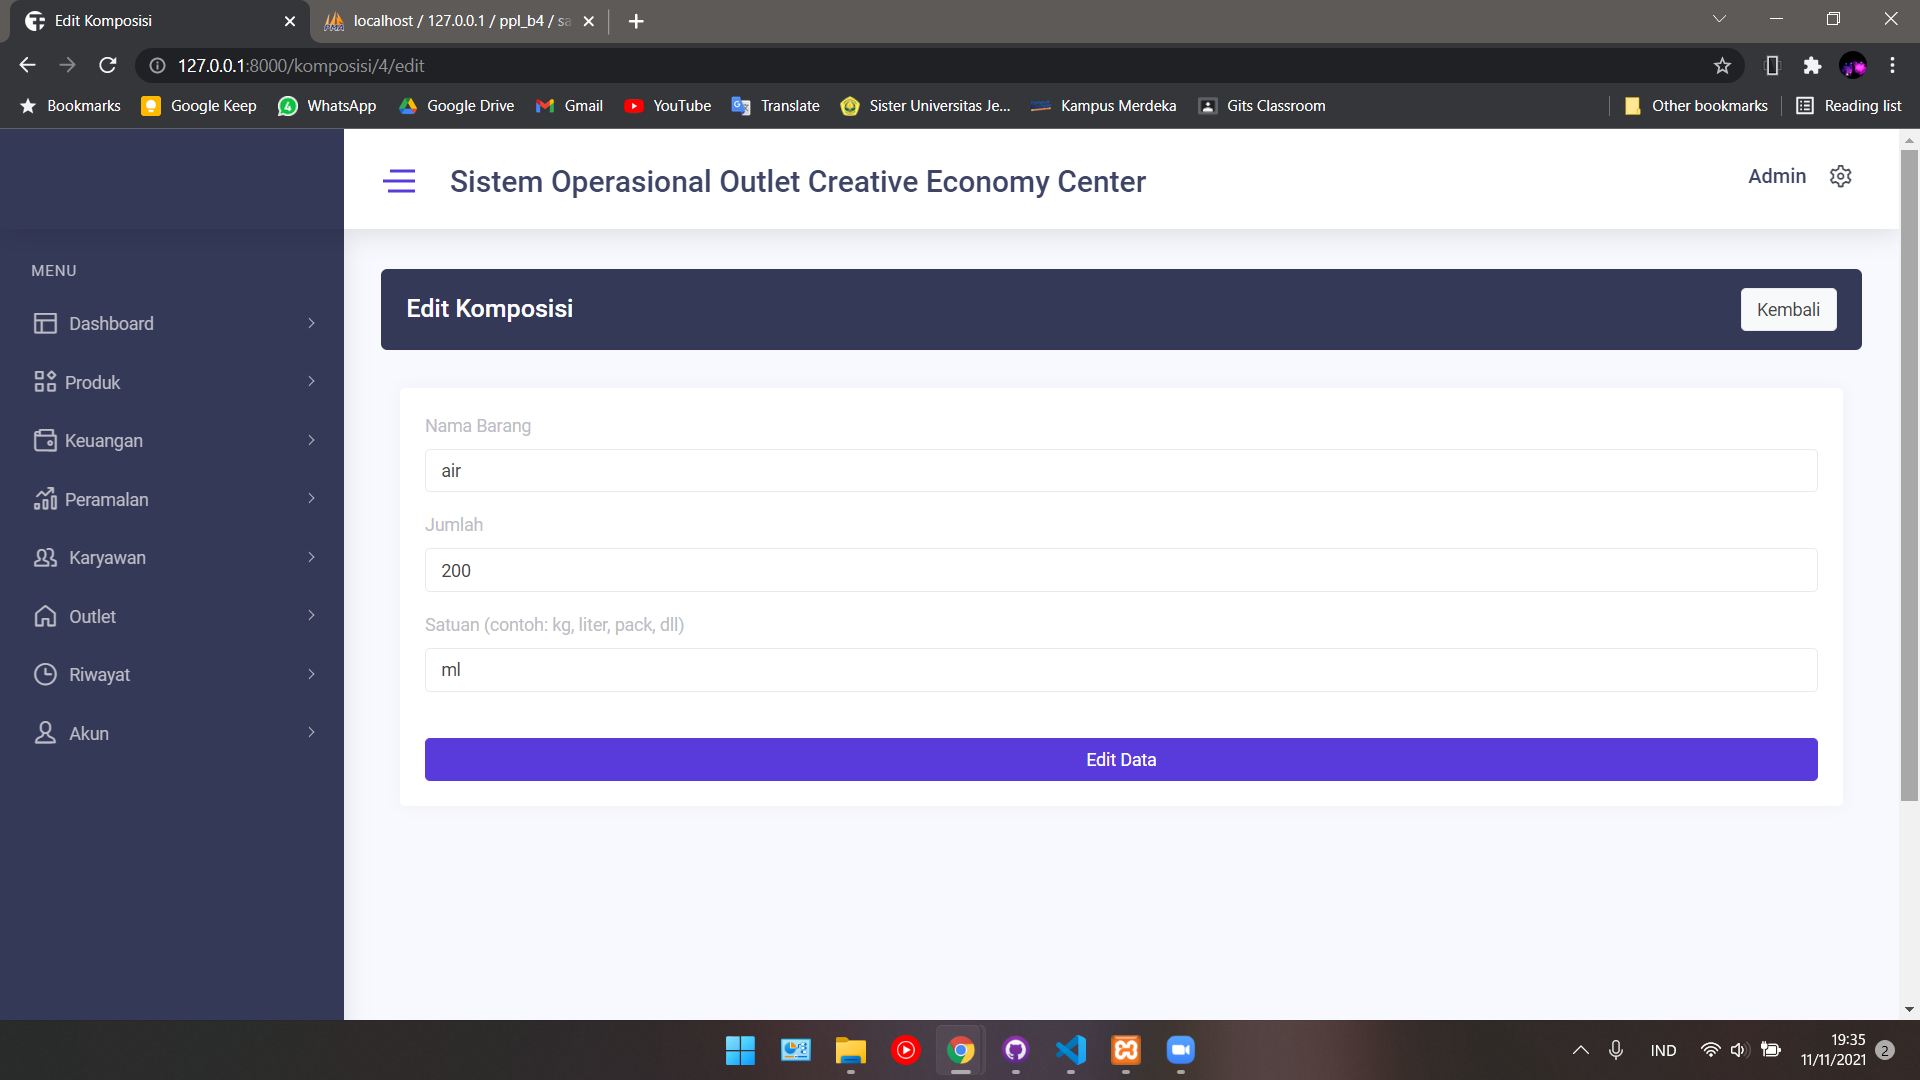 Edit Komposisi
localhost / 127.0.0.1 / ppl_b4 / sa
127.0.0.1:8000/komposisi/4/edit
Bookmarks
Google Keep
WhatsApp
Google Drive
Gmail
YouTube
Translate
Sister Universitas Je...
Kampus Merdeka
Gits Classroom
Other bookmarks
Reading list
Sistem Operasional Outlet Creative Economy Center
Admin
MENU
Dashboard
Produk
Keuangan
Peramalan
Karyawan
Outlet
Riwayat
Akun
Edit Komposisi
Kembali
Nama Barang
air
Jumlah
200
Satuan (contoh: kg, liter, pack, dll)
ml
Edit Data
IND
19:35
11/11/2021
2